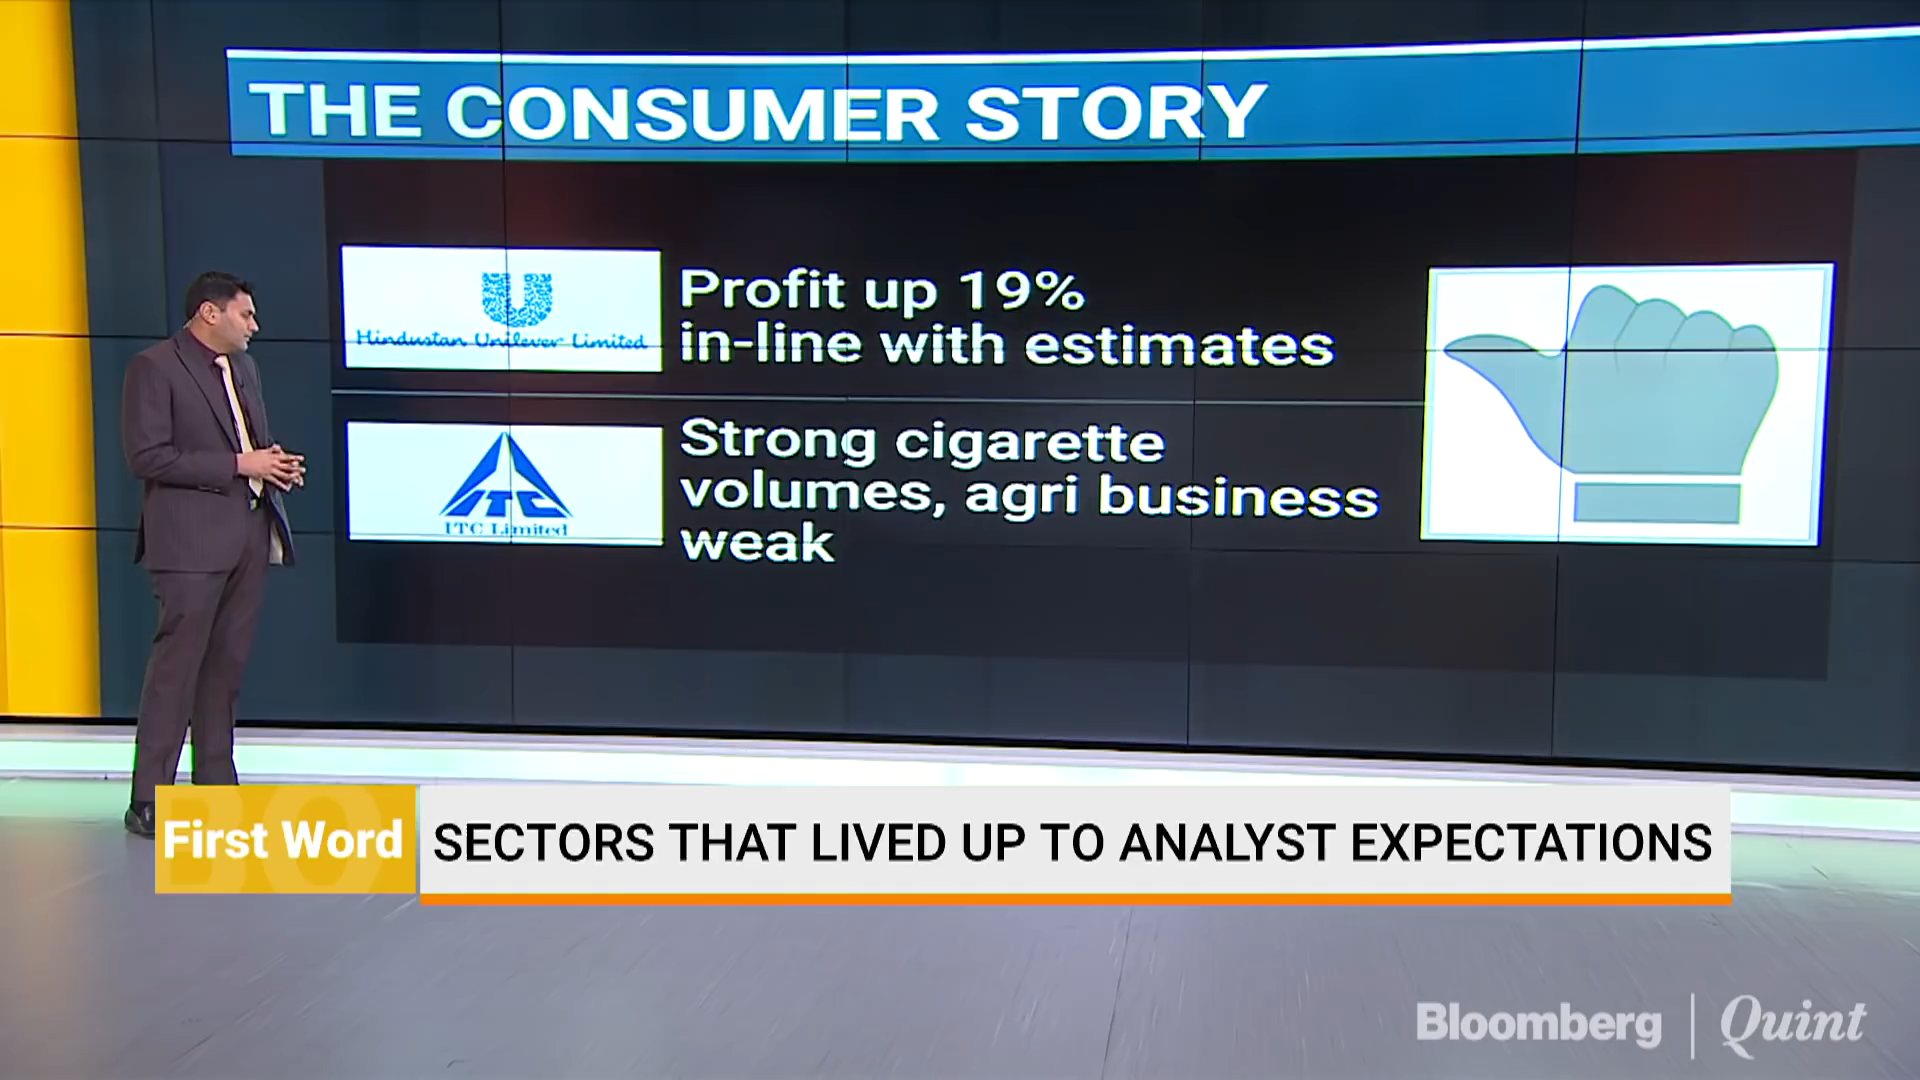 THE CONSUMER STORY
Hindustan Unilever Limited
Profit up 19%
in-line with estimates
ITC
ITC Limited
Strong cigarette
volumes, agri business
weak
First Word
SECTORS THAT LIVED UP TO ANALYST EXPECTATIONS
Bloomberg | Quint